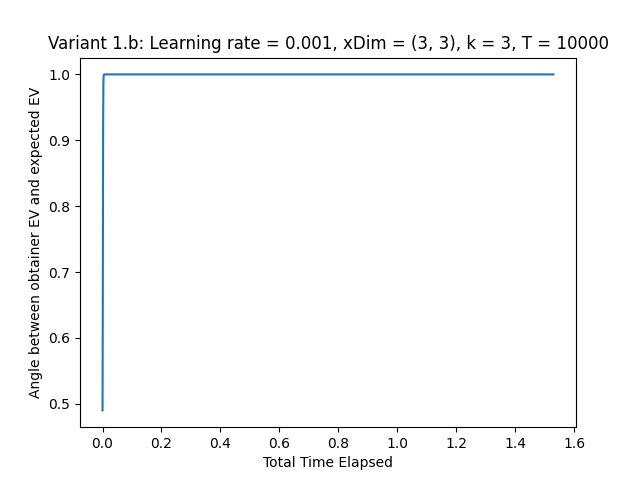 Variant 1.b: Learning rate = 0.001, xDim = (3, 3), k = 3, T = 10000
Angle between obtainer EV and expected EV
1.0
0.9
0.8
0.7
0.6
0.5
0.0 0.2 0.4 0.6 0.8 1.0 1.2 1.4 1.6
Total Time Elapsed